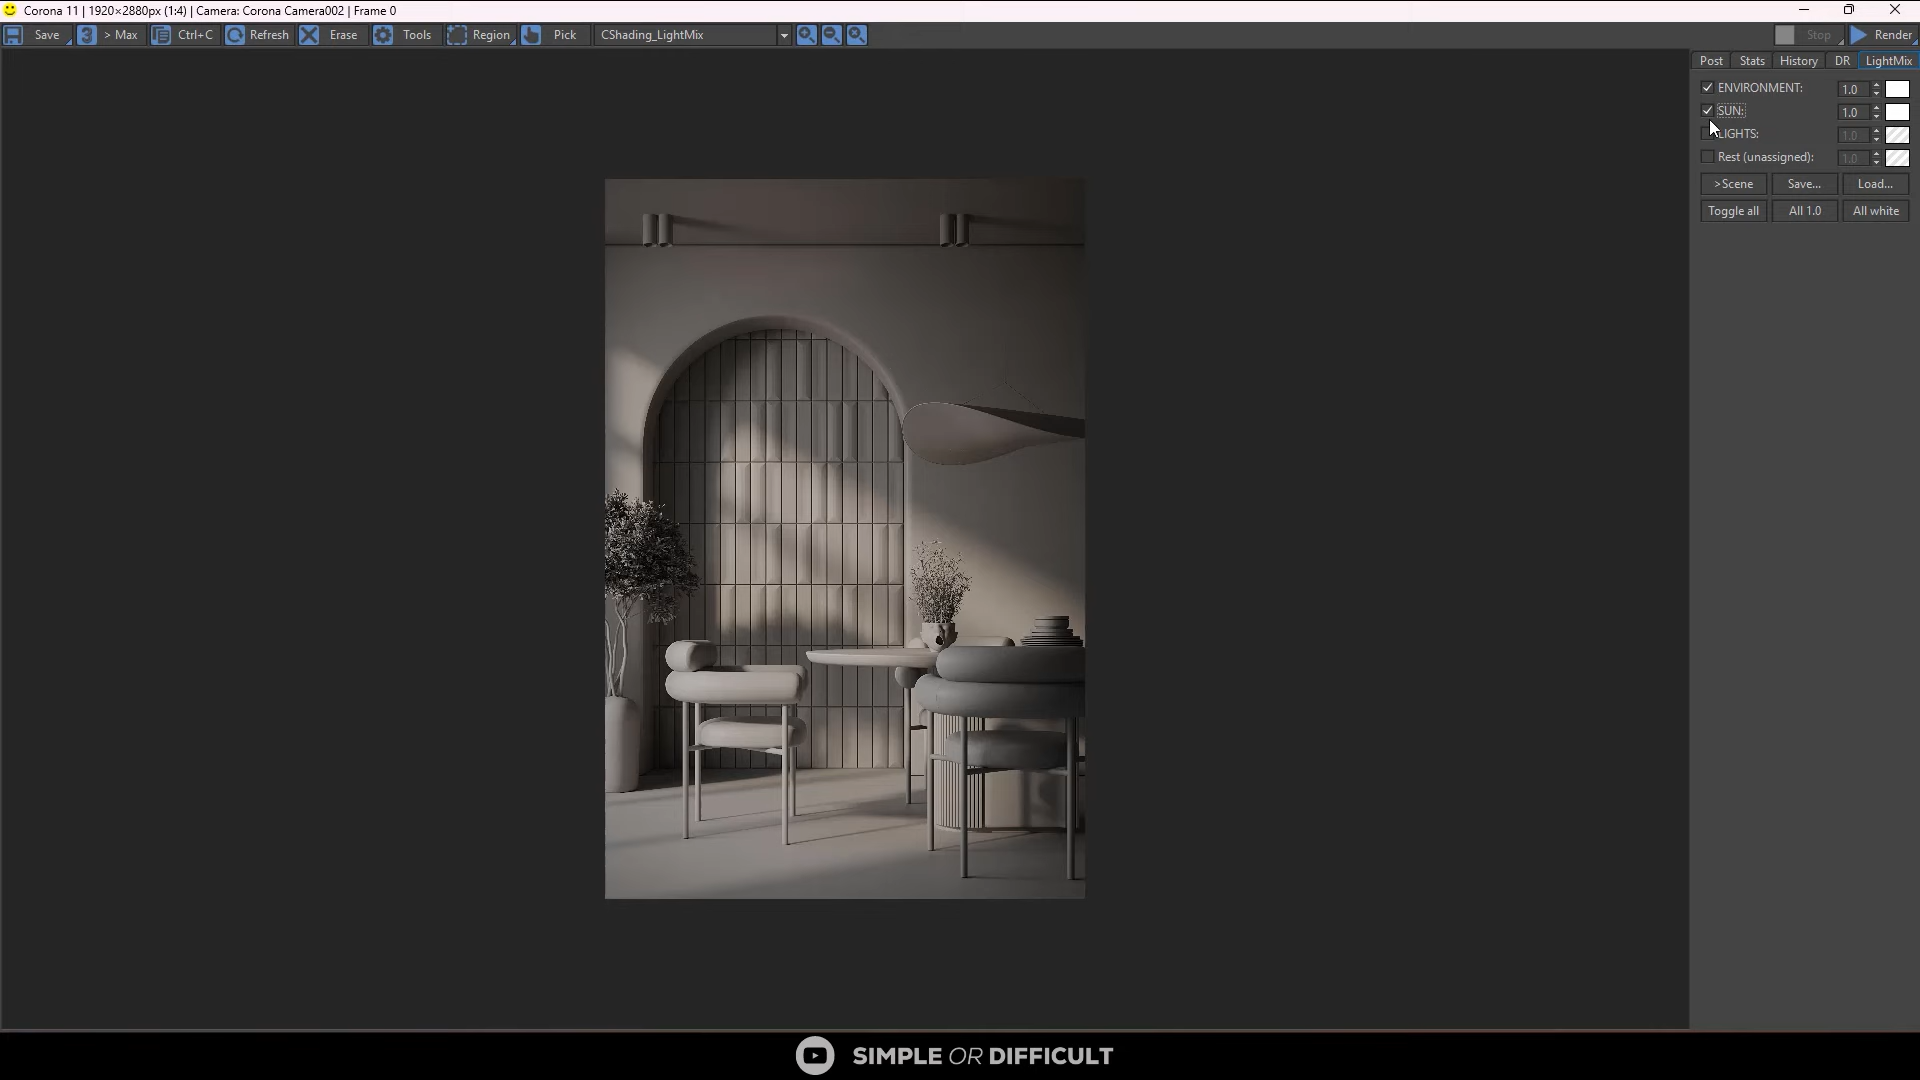 Corona 11 | 1920×2880px (1:4) | Camera: Corona Camera002 | Frame 0
Save 3 > Max Ctrl+C Refresh Erase Tools Region Pick CShading_LightMix Stop Render
Post Stats History DR LightMix
ENVIRONMENT: 1.0
SUN: 1.0
LIGHTS: 1.0
Rest (unassigned): 1.0
>Scene Save... Load...
Toggle all All 1.0 All white
SIMPLE OR DIFFICULT